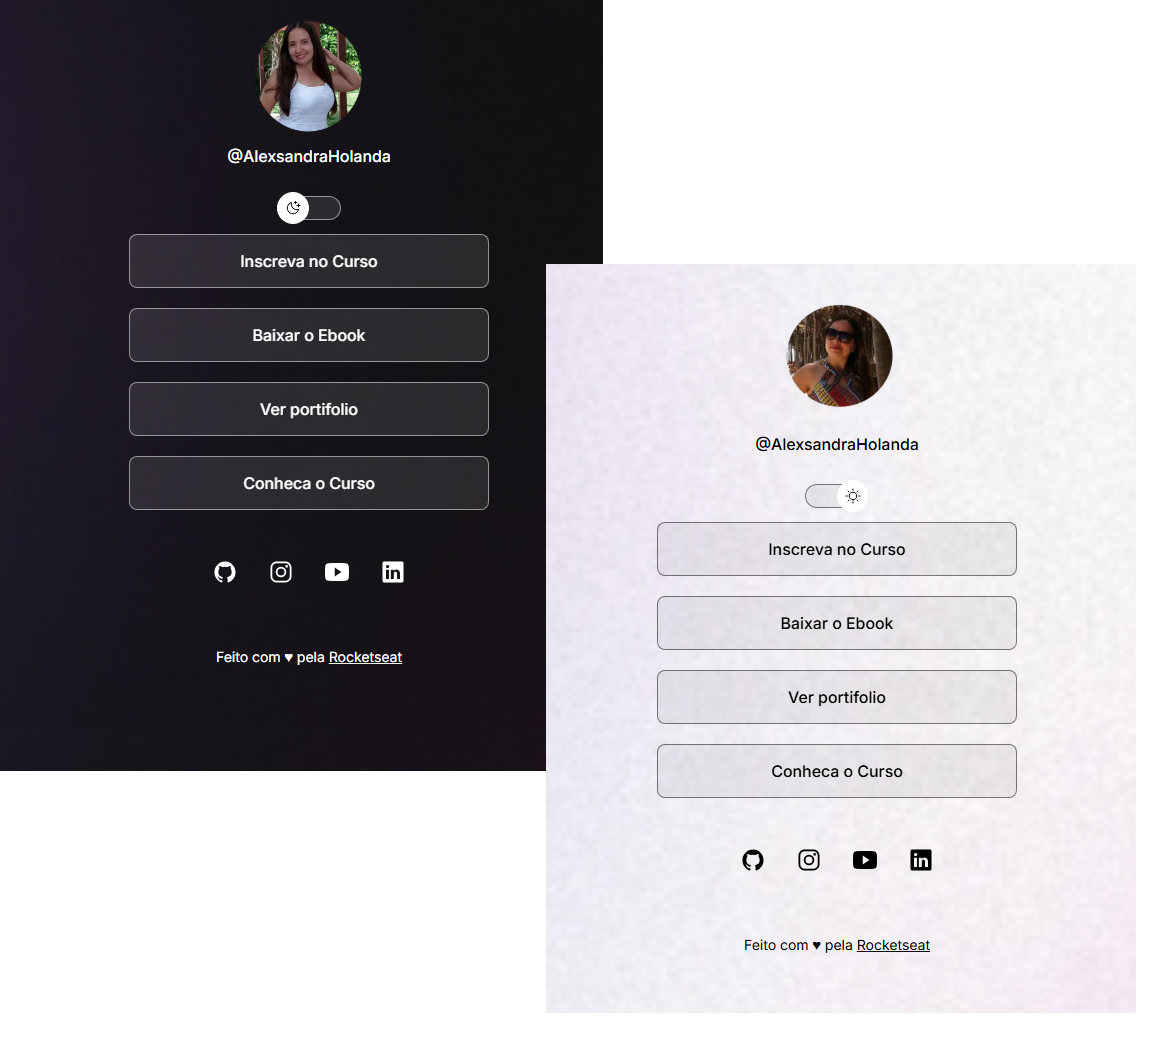 @AlexsandraHolanda
Inscreva no Curso
Baixar o Ebook
Ver portifolio
Conheca o Curso
Feito com ♥ pela Rocketseat
@AlexsandraHolanda
Inscreva no Curso
Baixar o Ebook
Ver portifolio
Conheca o Curso
Feito com ♥ pela Rocketseat